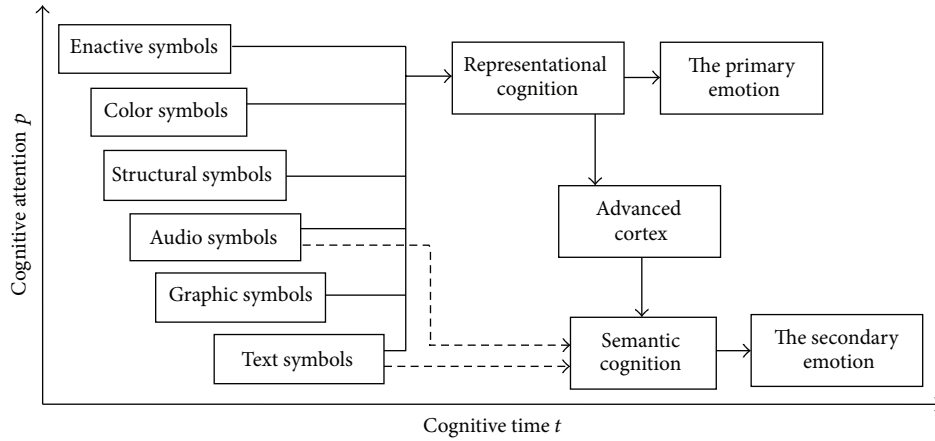 Enactive symbols
Color symbols
Structural symbols
Audio symbols
Graphic symbols
Text symbols
Representational
cognition
The primary
emotion
Advanced
cortex
Semantic
cognition
The secondary
emotion
Cognitive attention p
Cognitive time t